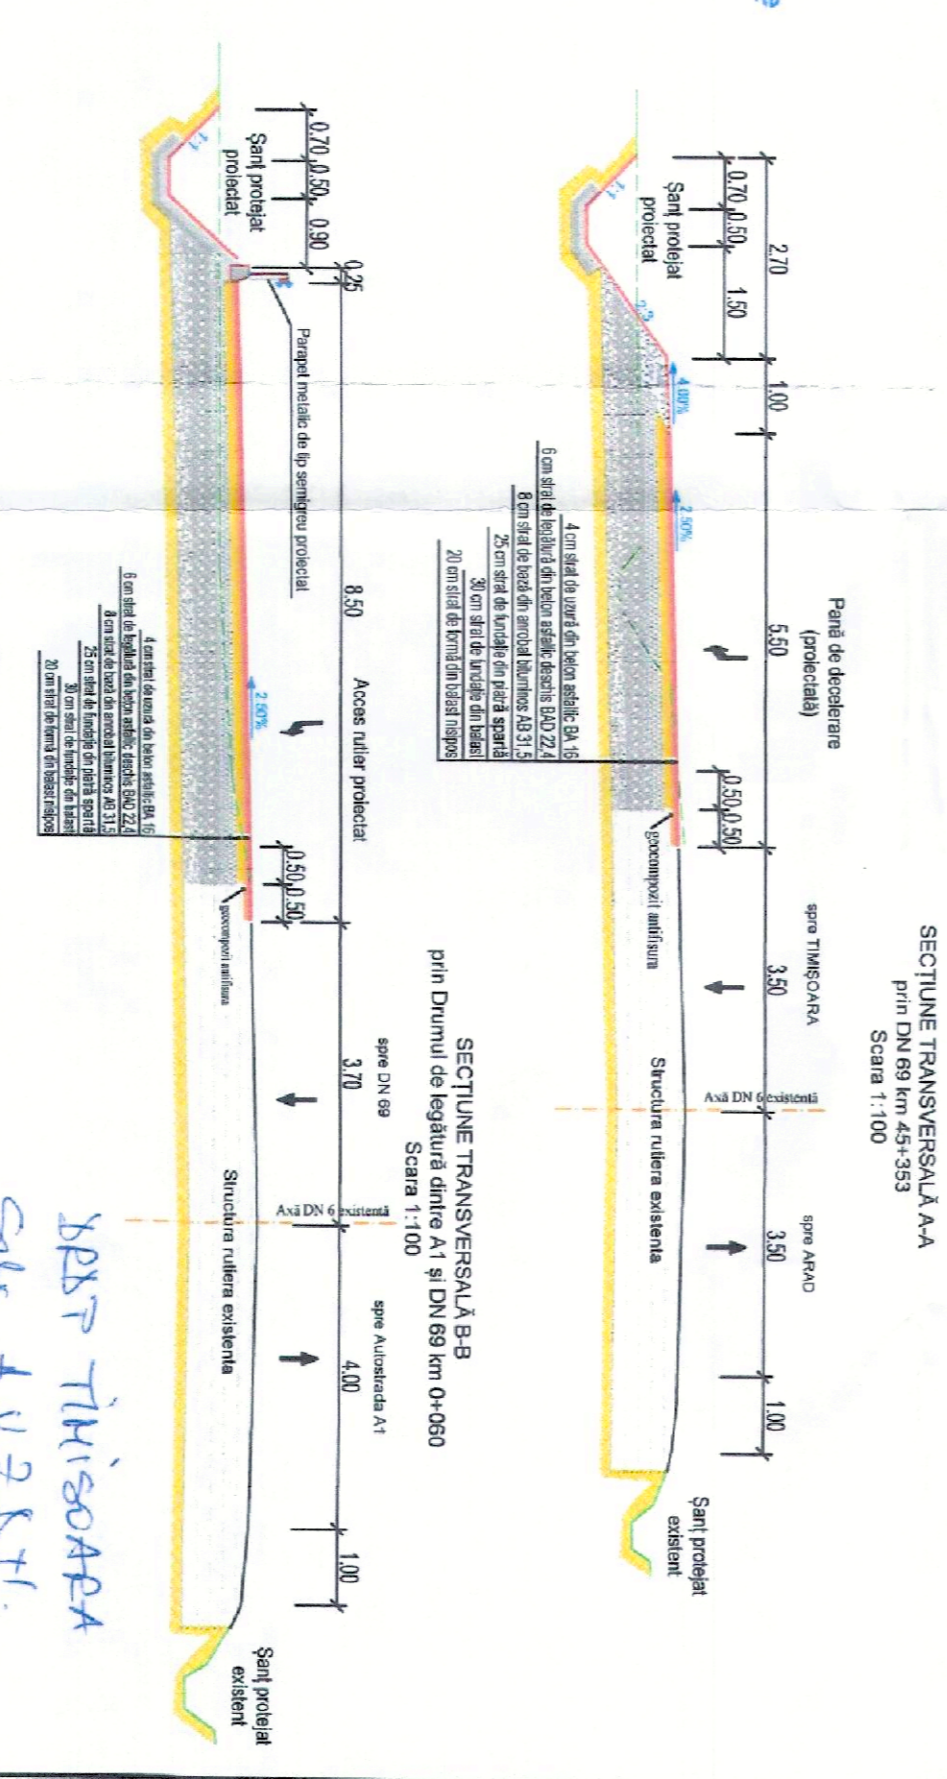 SECȚIUNE TRANSVERSALĂ A-A
prin DN 69 km 45+353
Scara 1:100
Pană de decelerare
(proiectată)
spre TIMIȘOARA
spre ARAD
2.70
1.00
5.50
3.50
3.50
1.00
0.70
0.50
1.50
0.50
0.50
Șanț protejat
proiectat
1:1
2:3
4.00%
2.50%
Axă DN 6 existentă
Șanț protejat
existent
geocompozit antifisura
Structura rutiera existenta
4 cm strat de uzură din beton asfaltic BA 16
6 cm strat de legătură din beton asfaltic deschis BAD 22,4
8 cm strat de bază din anrobat bituminos AB 31,5
25 cm strat de fundație din piatră spartă
30 cm strat de fundație din balast
20 cm strat de formă din balast nisipos
SECȚIUNE TRANSVERSALĂ B-B
prin Drumul de legătură dintre A1 și DN 69 km 0+060
Scara 1:100
Acces rutier proiectat
spre DN 69
spre Autostrada A1
0.25
8.50
3.70
4.00
1.00
0.70
0.50
0.90
0.50
0.50
Șanț protejat
proiectat
1:1
Parapet metalic de tip semigreu proiectat
2.50%
Axă DN 6 existentă
Șanț protejat
existent
geocompozit antifisura
Structura rutiera existenta
4 cm strat de uzură din beton asfaltic BA 16
6 cm strat de legătură din beton asfaltic deschis BAD 22,4
8 cm strat de bază din anrobat bituminos AB 31,5
25 cm strat de fundație din piatră spartă
30 cm strat de fundație din balast
20 cm strat de formă din balast nisipos
DRDP TIMISOARA